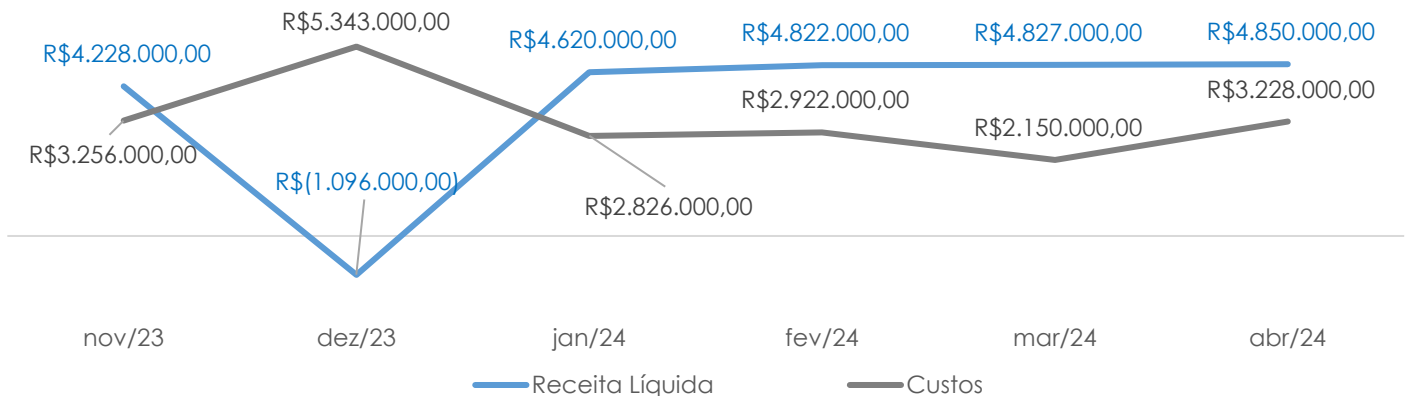 R$5.343.000,00
R$4.228.000,00
R$4.620.000,00
R$4.822.000,00
R$4.827.000,00
R$4.850.000,00
R$3.256.000,00
R$(1.096.000,00)
R$2.826.000,00
R$2.922.000,00
R$2.150.000,00
R$3.228.000,00
nov/23 dez/23 jan/24 fev/24 mar/24 abr/24
Receita Líquida Custos